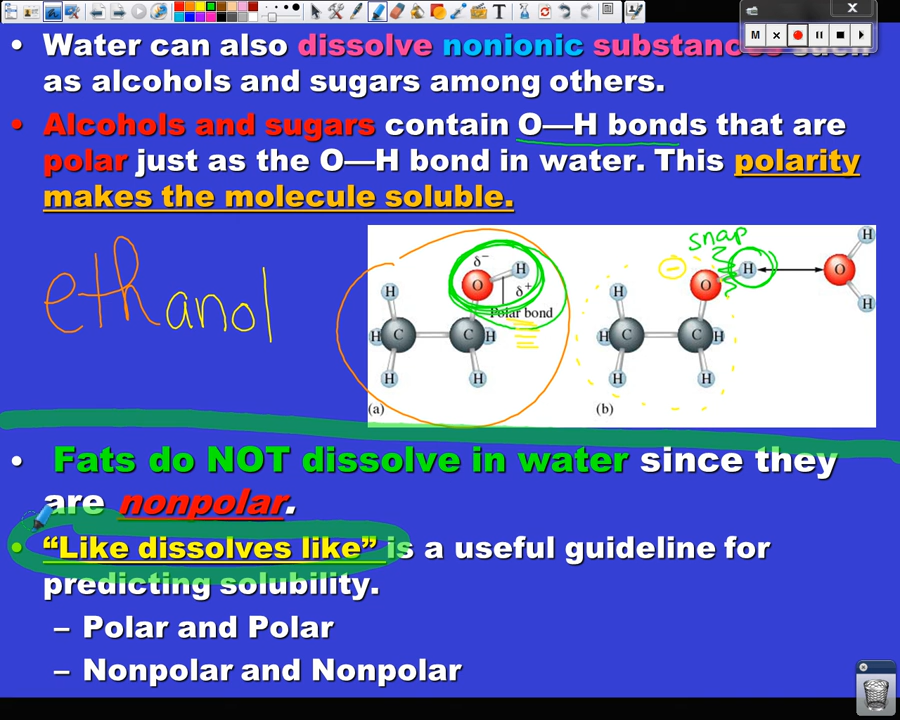 • Water can also dissolve nonionic substances such
as alcohols and sugars among others.
• Alcohols and sugars contain O—H bonds that are
polar just as the O—H bond in water. This polarity
makes the molecule soluble.
ethanol
δ⁻
H
O
δ⁺
Polar bond
H
H
C
C
H
H
H
(a)
snap
−
H
O
H
O
H
H
H
C
C
H
H
H
(b)
• Fats do NOT dissolve in water since they
are nonpolar.
• “Like dissolves like” is a useful guideline for
predicting solubility.
– Polar and Polar
– Nonpolar and Nonpolar
M
T